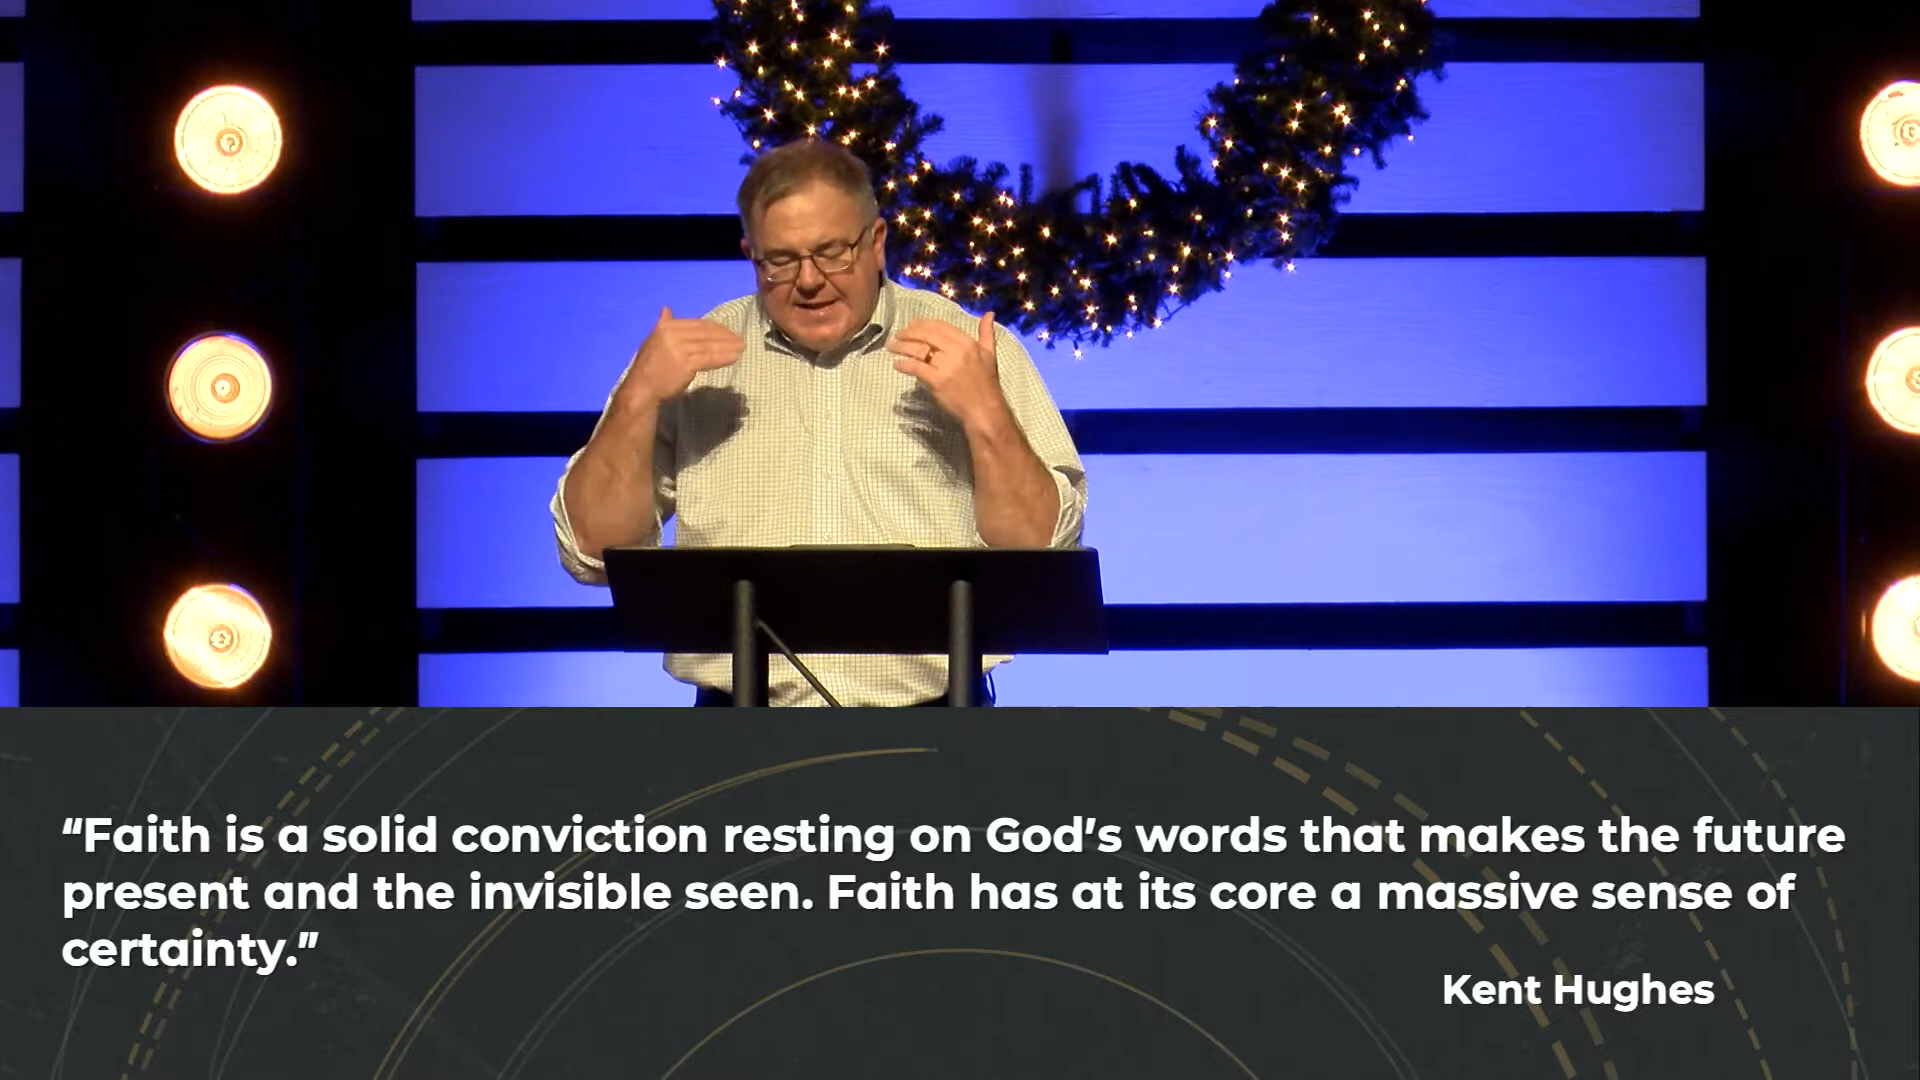 “Faith is a solid conviction resting on God’s words that makes the future
present and the invisible seen. Faith has at its core a massive sense of
certainty.”
Kent Hughes